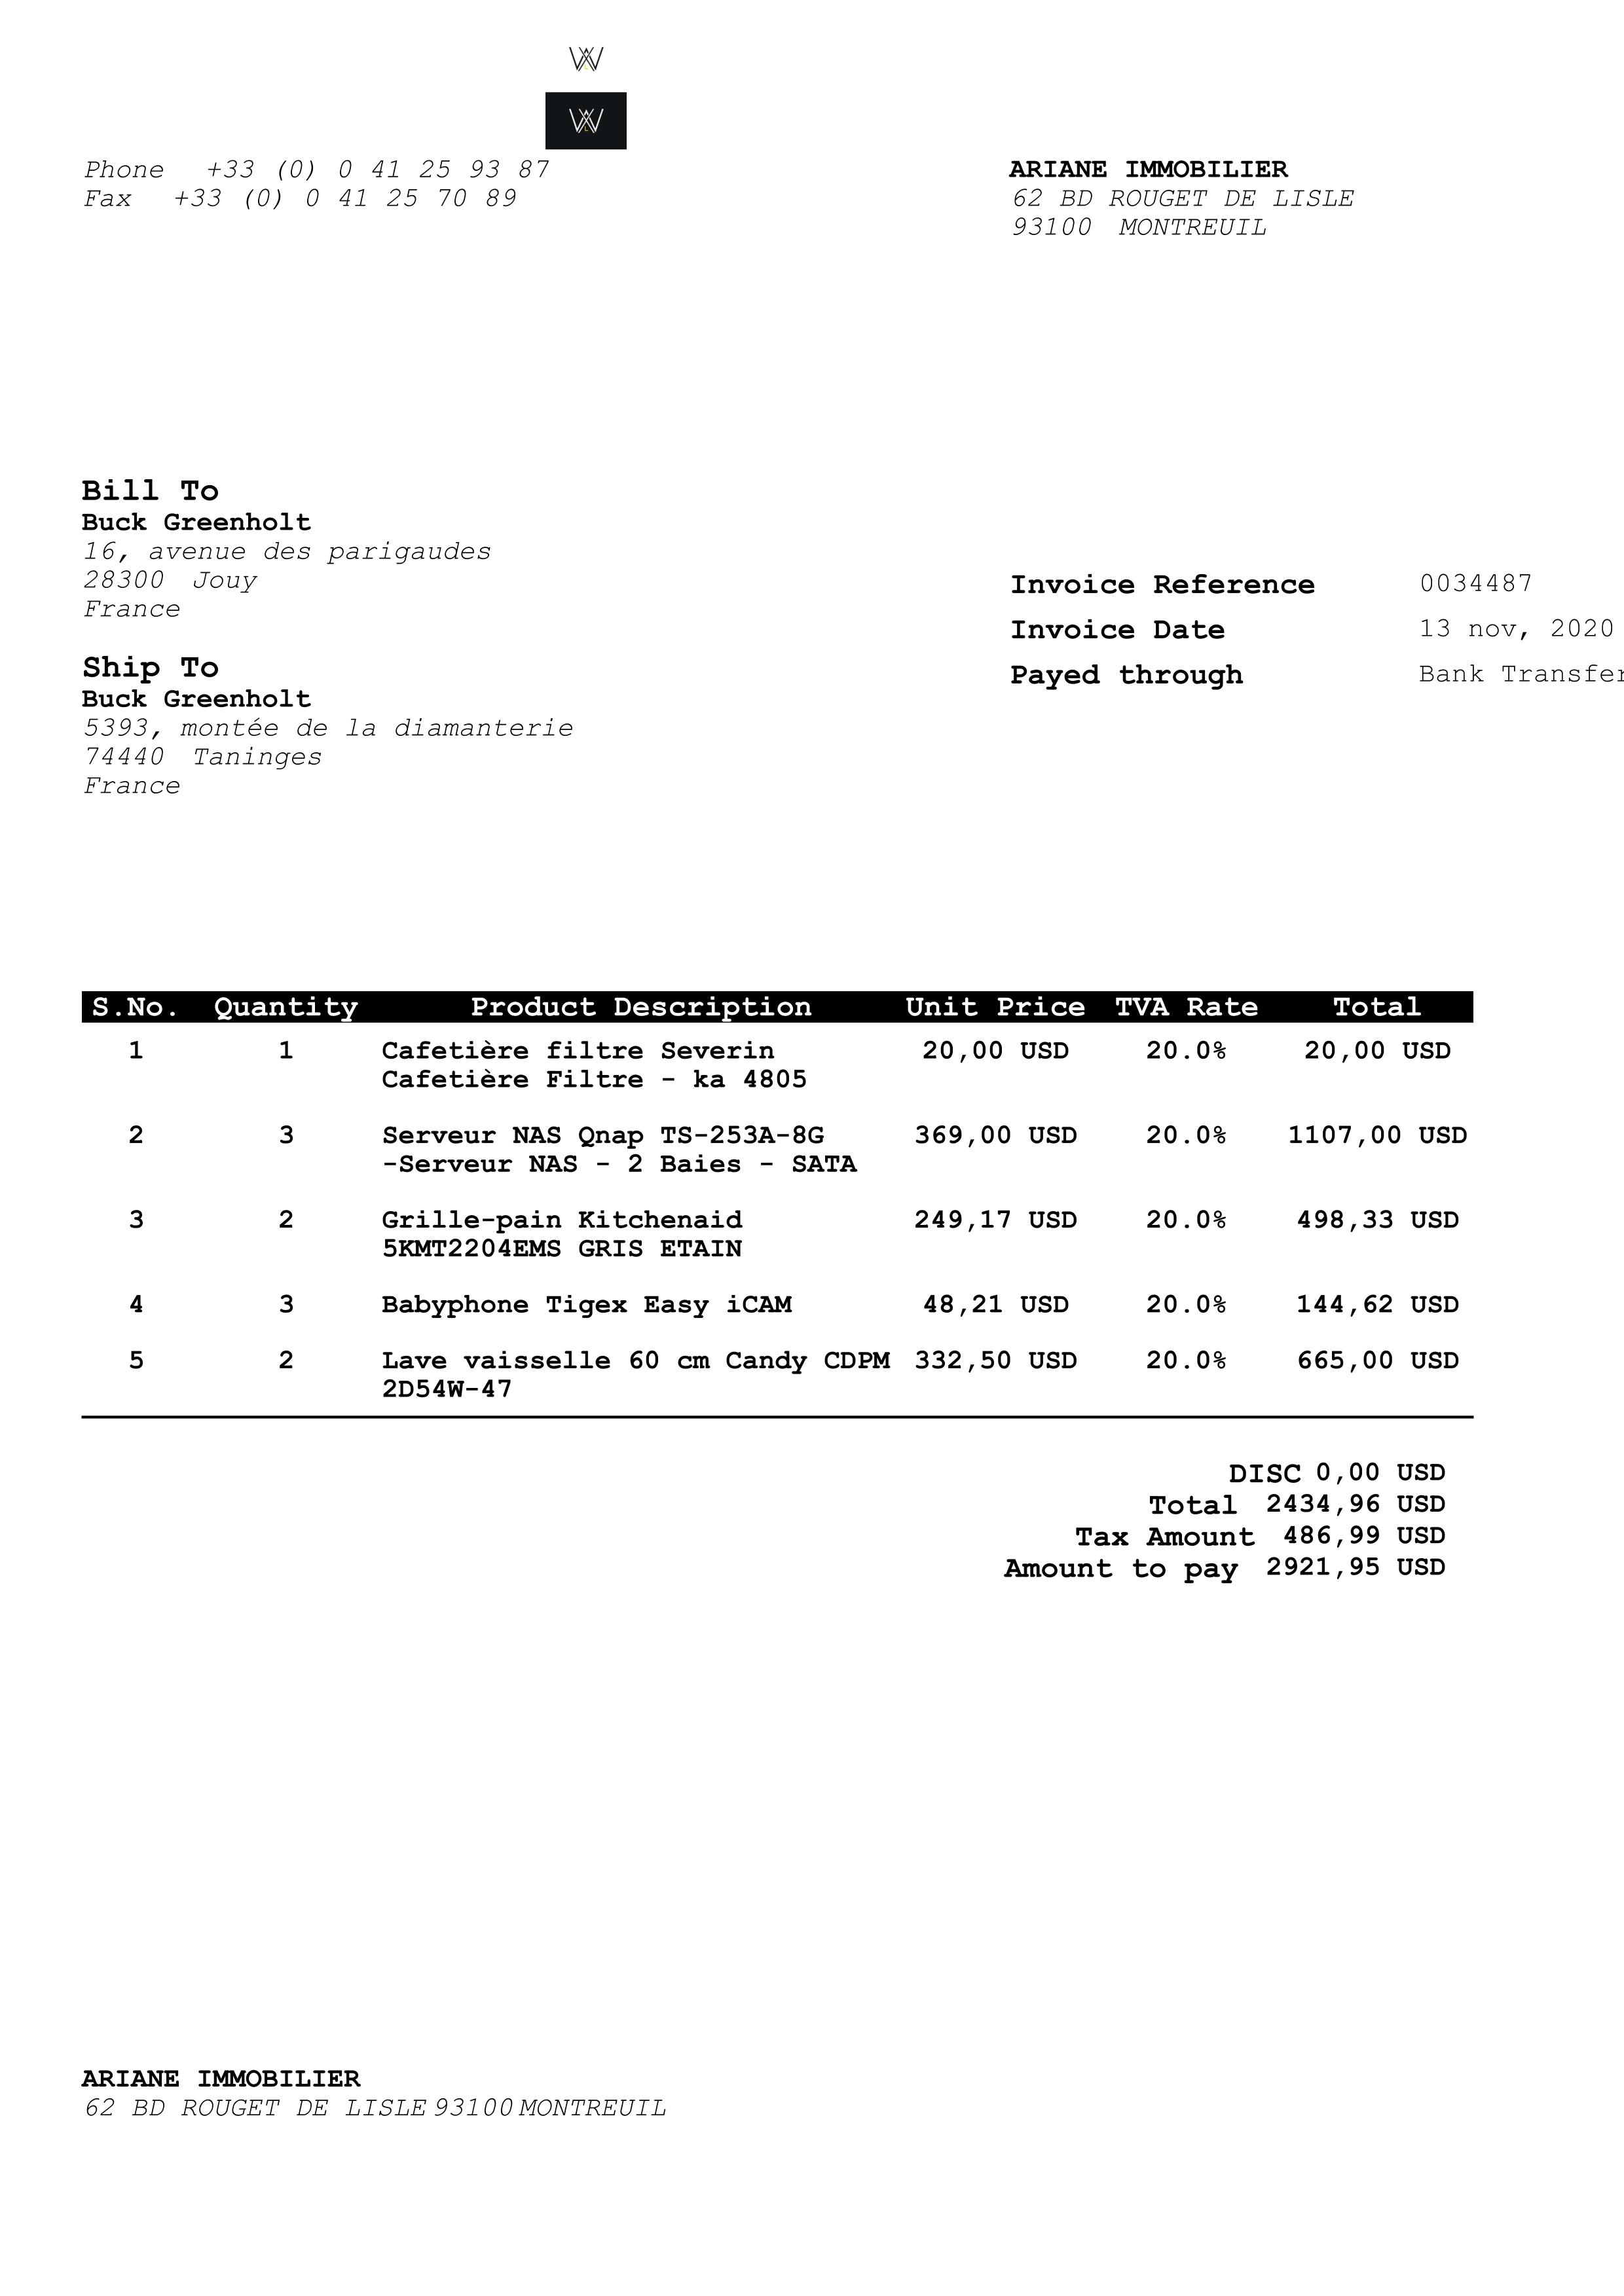 Phone +33 (0) 0 41 25 93 87
Fax +33 (0) 0 41 25 70 89
ARIANE IMMOBILIER
62 BD ROUGET DE LISLE
93100 MONTREUIL
Bill To
Buck Greenholt
16, avenue des parigaudes
28300 Jouy
France
Ship To
Buck Greenholt
5393, montée de la diamanterie
74440 Taninges
France
Invoice Reference 0034487
Invoice Date 13 nov, 2020
Payed through Bank Transfer
S.No. Quantity Product Description Unit Price TVA Rate Total
1 1 Cafetière filtre Severin 20,00 USD 20.0% 20,00 USD
Cafetière Filtre - ka 4805
2 3 Serveur NAS Qnap TS-253A-8G 369,00 USD 20.0% 1107,00 USD
-Serveur NAS - 2 Baies - SATA
3 2 Grille-pain Kitchenaid 249,17 USD 20.0% 498,33 USD
5KMT2204EMS GRIS ETAIN
4 3 Babyphone Tigex Easy iCAM 48,21 USD 20.0% 144,62 USD
5 2 Lave vaisselle 60 cm Candy CDPM 332,50 USD 20.0% 665,00 USD
2D54W-47
DISC 0,00 USD
Total 2434,96 USD
Tax Amount 486,99 USD
Amount to pay 2921,95 USD
ARIANE IMMOBILIER
62 BD ROUGET DE LISLE 93100 MONTREUIL